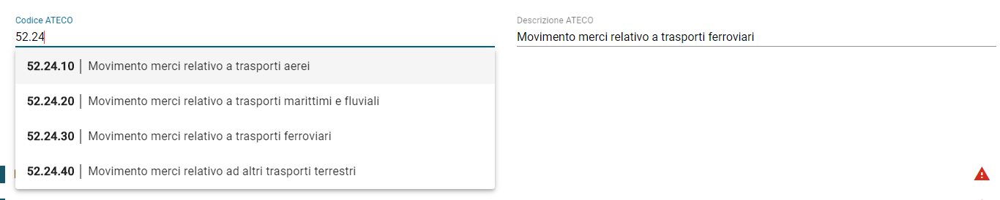 Codice ATECO
52.24
Descrizione ATECO
Movimento merci relativo a trasporti ferroviari
52.24.10 | Movimento merci relativo a trasporti aerei
52.24.20 | Movimento merci relativo a trasporti marittimi e fluviali
52.24.30 | Movimento merci relativo a trasporti ferroviari
52.24.40 | Movimento merci relativo ad altri trasporti terrestri